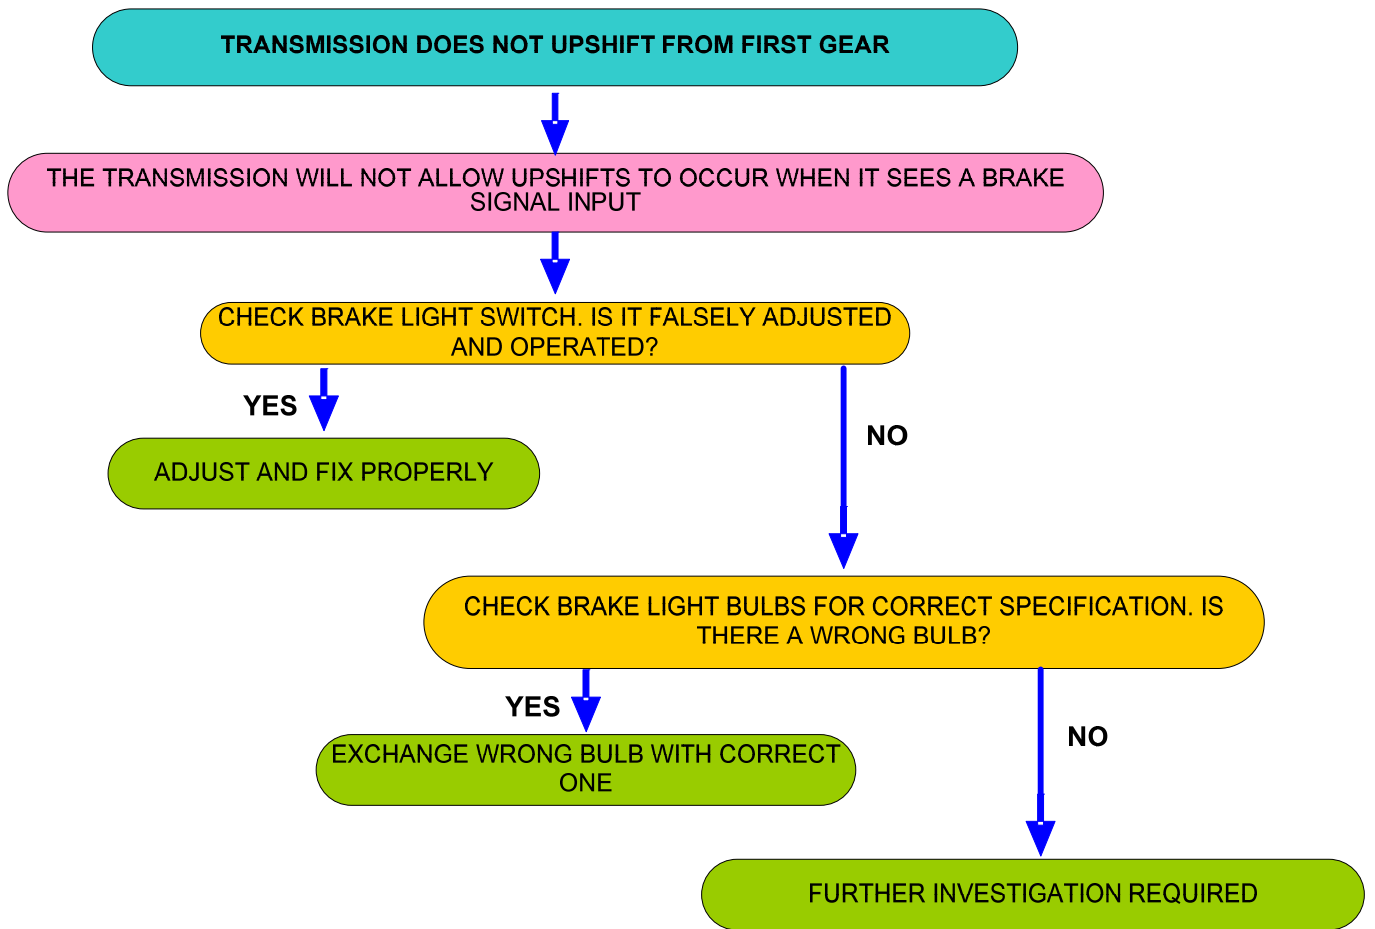 TRANSMISSION DOES NOT UPSHIFT FROM FIRST GEAR
THE TRANSMISSION WILL NOT ALLOW UPSHIFTS TO OCCUR WHEN IT SEES A BRAKE
SIGNAL INPUT
CHECK BRAKE LIGHT SWITCH. IS IT FALSELY ADJUSTED
AND OPERATED?
YES
NO
ADJUST AND FIX PROPERLY
CHECK BRAKE LIGHT BULBS FOR CORRECT SPECIFICATION. IS
THERE A WRONG BULB?
YES
NO
EXCHANGE WRONG BULB WITH CORRECT
ONE
FURTHER INVESTIGATION REQUIRED